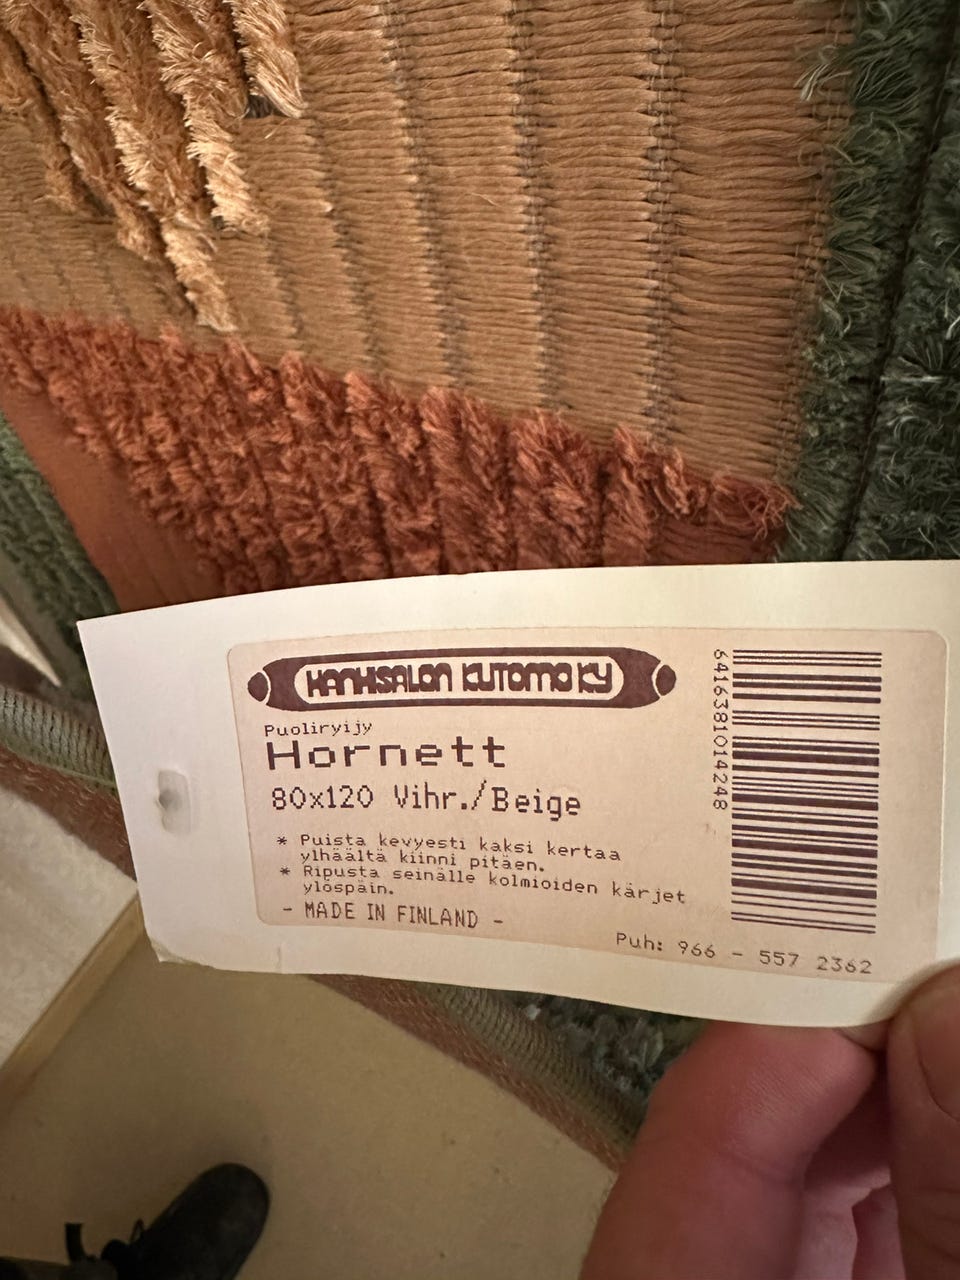 HANHISALON KUTOMO KY
Puoliryijy
Hornett
80x120 Vihr./Beige
* Puista kevyesti kaksi kertaa
ylhäältä kiinni pitäen.
* Ripusta seinälle kolmioiden kärjet
ylöspäin.
- MADE IN FINLAND -
Puh: 966 - 557 2362
6416381014248